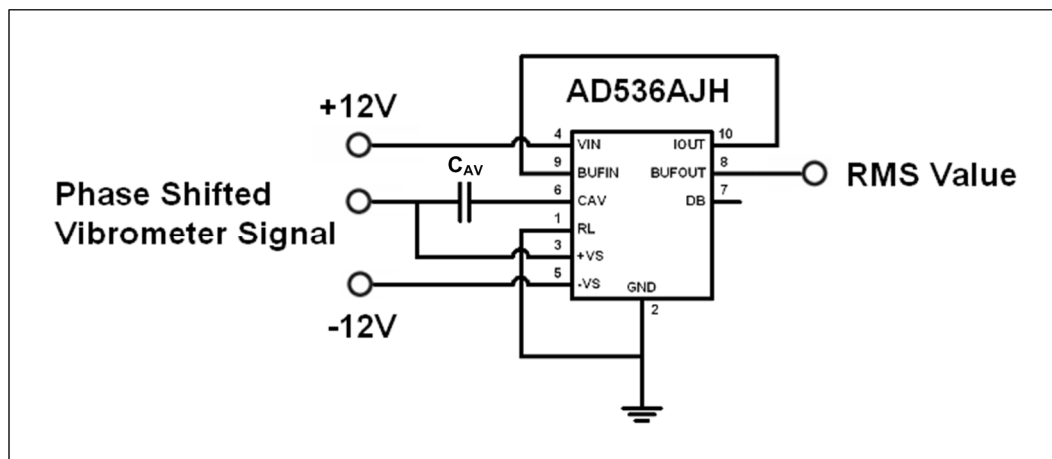 AD536AJH
+12V
4 VIN IOUT 10
9 BUFIN BUFOUT 8
RMS Value
C_AV
6 CAV DB 7
Phase Shifted
Vibrometer Signal
1 RL
3 +VS
5 -VS
GND
2
-12V